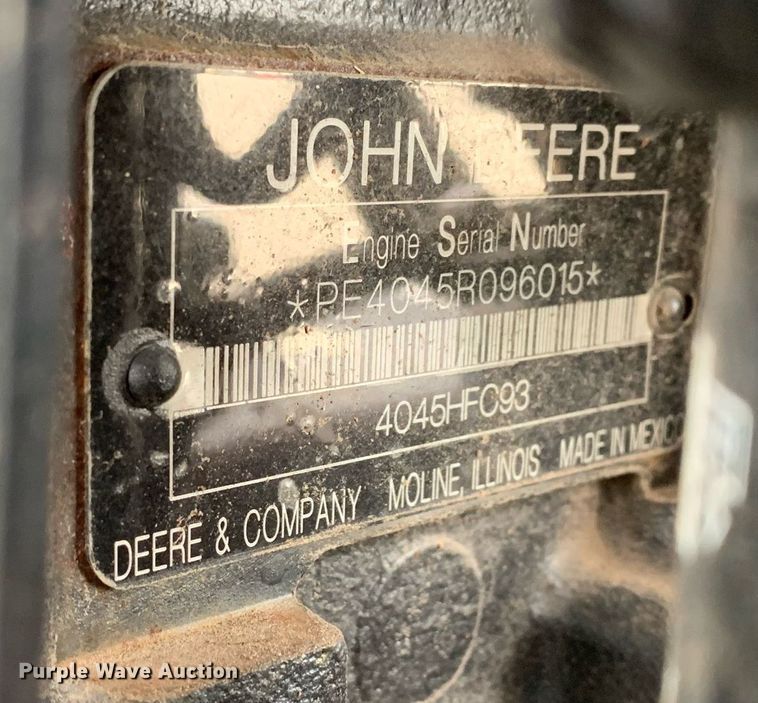 JOHN DEERE
Engine Serial Number
*PE4045R096015*
4045HFC93
DEERE & COMPANY MOLINE, ILLINOIS MADE IN MEXICO
Purple Wave Auction